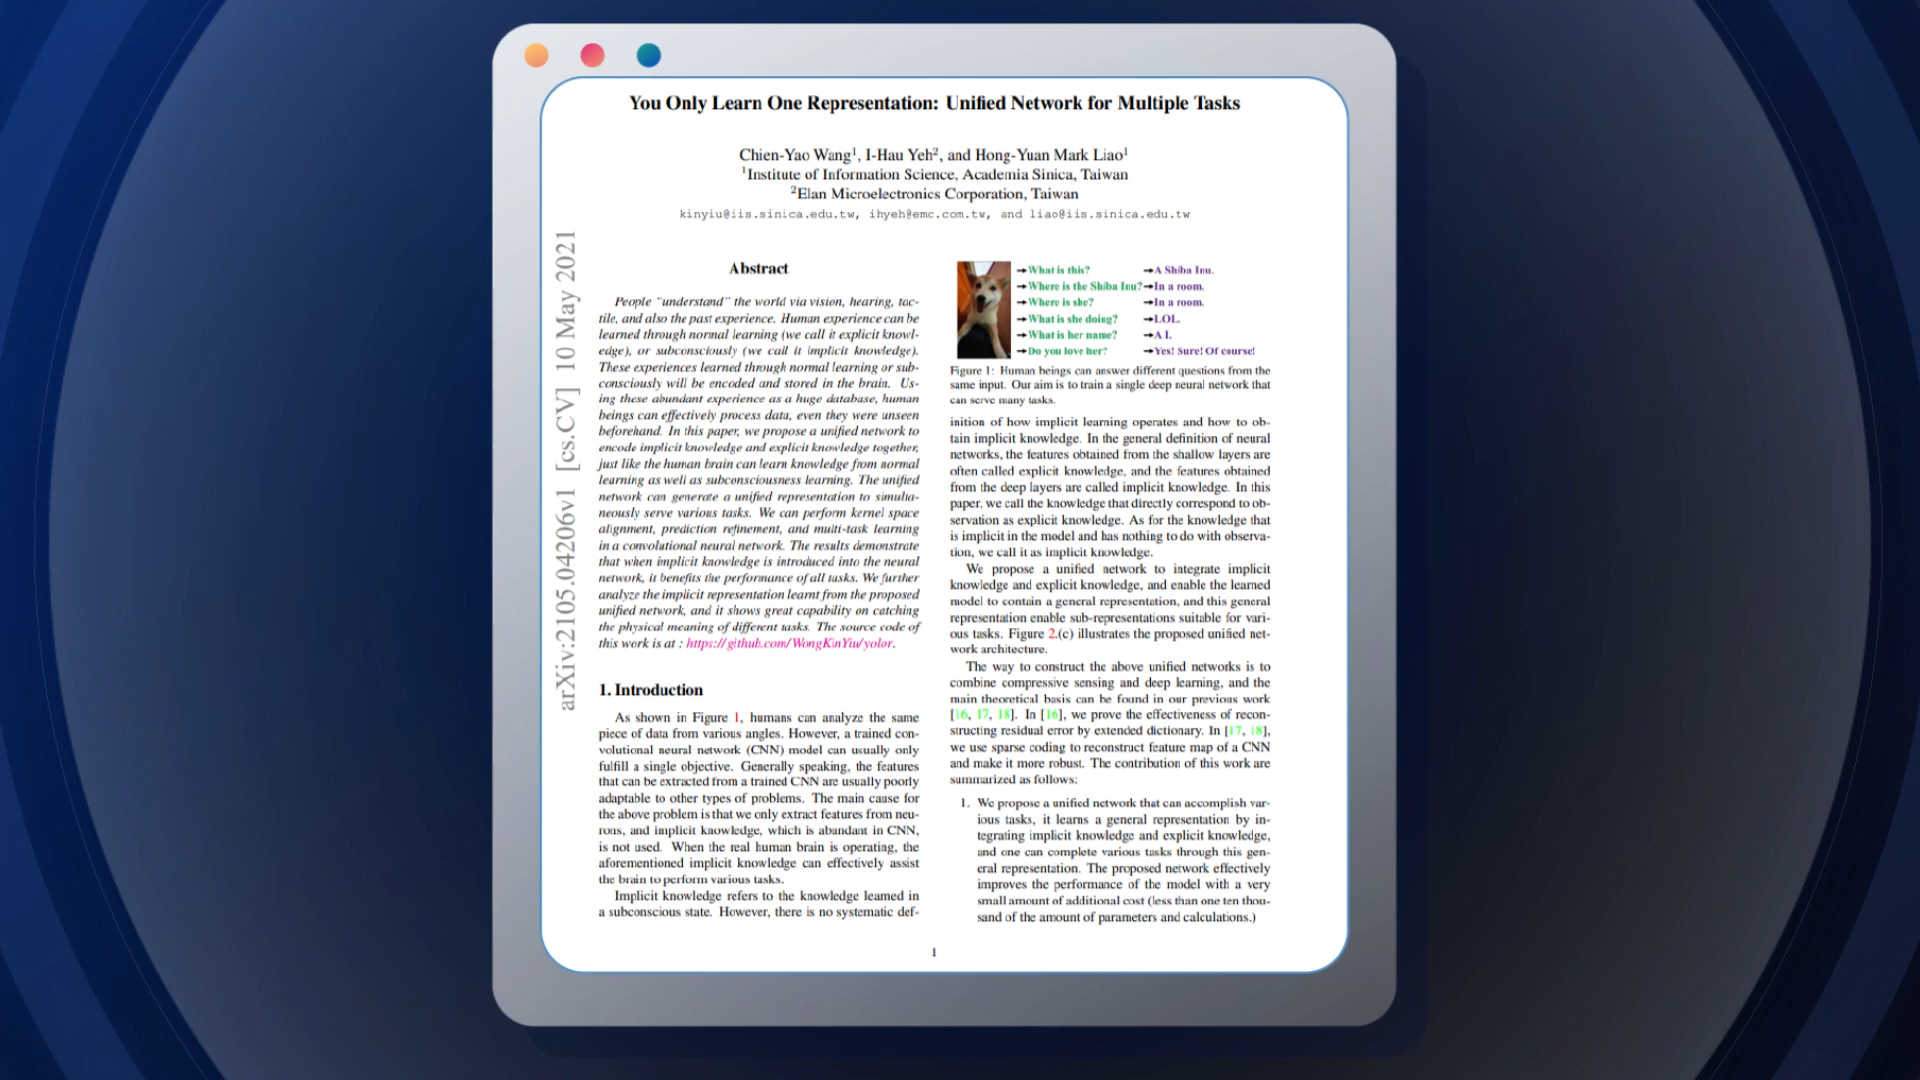 You Only Learn One Representation: Unified Network for Multiple Tasks
Chien-Yao Wang¹, I-Hau Yeh², and Hong-Yuan Mark Liao¹
¹Institute of Information Science, Academia Sinica, Taiwan
²Elan Microelectronics Corporation, Taiwan
kinyiu@iis.sinica.edu.tw, ihyeh@emc.com.tw, and liao@iis.sinica.edu.tw
arXiv:2105.04206v1 [cs.CV] 10 May 2021
Abstract
People "understand" the world via vision, hearing, tac-
tile, and also the past experience. Human experience can be
learned through normal learning (we call it explicit knowl-
edge), or subconsciously (we call it implicit knowledge).
These experiences learned through normal learning or sub-
consciously will be encoded and stored in the brain. Us-
ing these abundant experience as a huge database, human
beings can effectively process data, even they were unseen
beforehand. In this paper, we propose a unified network to
encode implicit knowledge and explicit knowledge together,
just like the human brain can learn knowledge from normal
learning as well as subconsciousness learning. The unified
network can generate a unified representation to simulta-
neously serve various tasks. We can perform kernel space
alignment, prediction refinement, and multi-task learning
in a convolutional neural network. The results demonstrate
that when implicit knowledge is introduced into the neural
network, it benefits the performance of all tasks. We further
analyze the implicit representation learnt from the proposed
unified network, and it shows great capability on catching
the physical meaning of different tasks. The source code of
this work is at : https://github.com/WongKinYiu/yolor.
1. Introduction
As shown in Figure 1, humans can analyze the same
piece of data from various angles. However, a trained con-
volutional neural network (CNN) model can usually only
fulfill a single objective. Generally speaking, the features
that can be extracted from a trained CNN are usually poorly
adaptable to other types of problems. The main cause for
the above problem is that we only extract features from neu-
rons, and implicit knowledge, which is abundant in CNN,
is not used. When the real human brain is operating, the
aforementioned implicit knowledge can effectively assist
the brain to perform various tasks.
Implicit knowledge refers to the knowledge learned in
a subconscious state. However, there is no systematic def-
→What is this? →A Shiba Inu.
→Where is the Shiba Inu?→In a room.
→Where is she? →In a room.
→What is she doing? →LOL.
→What is her name? →A I.
→Do you love her? →Yes! Sure! Of course!
Figure 1: Human beings can answer different questions from the
same input. Our aim is to train a single deep neural network that
can serve many tasks.
inition of how implicit learning operates and how to ob-
tain implicit knowledge. In the general definition of neural
networks, the features obtained from the shallow layers are
often called explicit knowledge, and the features obtained
from the deep layers are called implicit knowledge. In this
paper, we call the knowledge that directly correspond to ob-
servation as explicit knowledge. As for the knowledge that
is implicit in the model and has nothing to do with observa-
tion, we call it as implicit knowledge.
We propose a unified network to integrate implicit
knowledge and explicit knowledge, and enable the learned
model to contain a general representation, and this general
representation enable sub-representations suitable for vari-
ous tasks. Figure 2.(c) illustrates the proposed unified net-
work architecture.
The way to construct the above unified networks is to
combine compressive sensing and deep learning, and the
main theoretical basis can be found in our previous work
[16, 17, 18]. In [16], we prove the effectiveness of recon-
structing residual error by extended dictionary. In [17, 18],
we use sparse coding to reconstruct feature map of a CNN
and make it more robust. The contribution of this work are
summarized as follows:
1. We propose a unified network that can accomplish var-
ious tasks, it learns a general representation by in-
tegrating implicit knowledge and explicit knowledge,
and one can complete various tasks through this gen-
eral representation. The proposed network effectively
improves the performance of the model with a very
small amount of additional cost (less than one ten thou-
sand of the amount of parameters and calculations.)
1